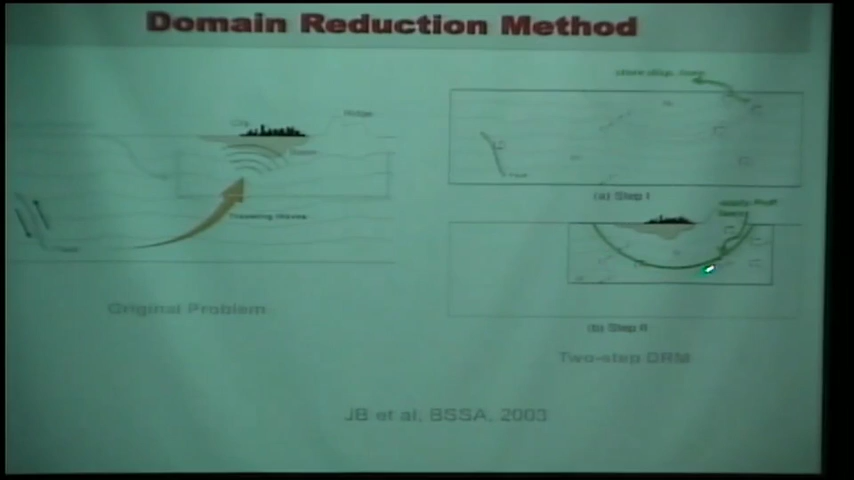 Domain Reduction Method
City
Ridge
Traveling Waves
Original Problem
(a) Step I
(b) Step II
Two-step DRM
JB et al, BSSA, 2003